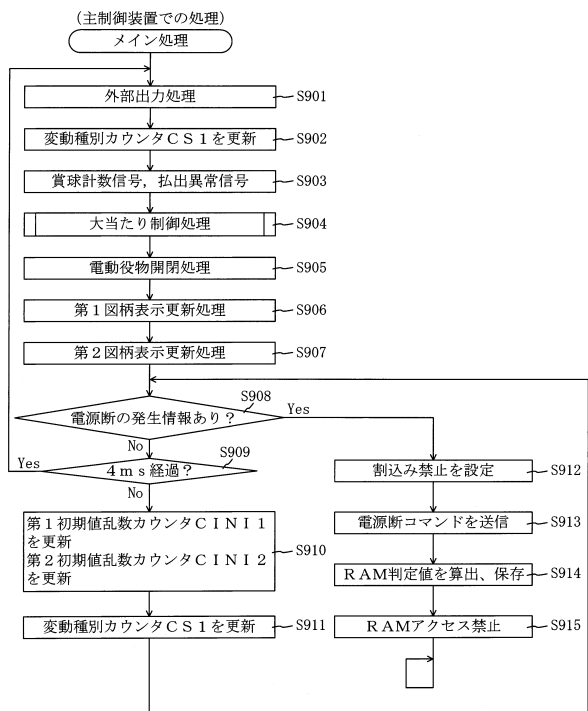 (主制御装置での処理)
メイン処理
外部出力処理 S901
変動種別カウンタCS1を更新 S902
賞球計数信号,払出異常信号 S903
大当たり制御処理 S904
電動役物開閉処理 S905
第1図柄表示更新処理 S906
第2図柄表示更新処理 S907
S908
電源断の発生情報あり? Yes
No
S909
Yes 4ms経過?
No
第1初期値乱数カウンタCINI1
を更新
第2初期値乱数カウンタCINI2
を更新
S910
変動種別カウンタCS1を更新 S911
割込み禁止を設定 S912
電源断コマンドを送信 S913
RAM判定値を算出、保存 S914
RAMアクセス禁止 S915